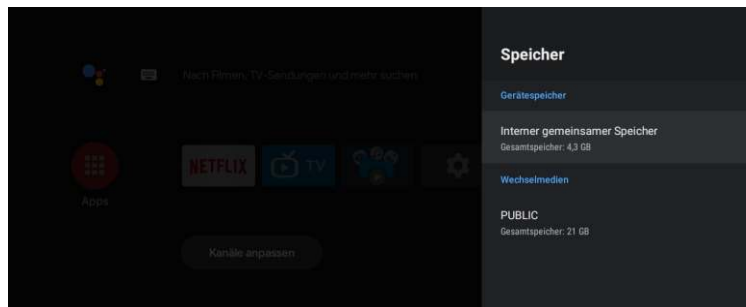 Speicher
Gerätespeicher
Interner gemeinsamer Speicher
Gesamtspeicher: 4,3 GB
Wechselmedien
PUBLIC
Gesamtspeicher: 21 GB
Nach Filmen, TV-Sendungen und mehr suchen
NETFLIX
TV
Apps
Kanäle anpassen